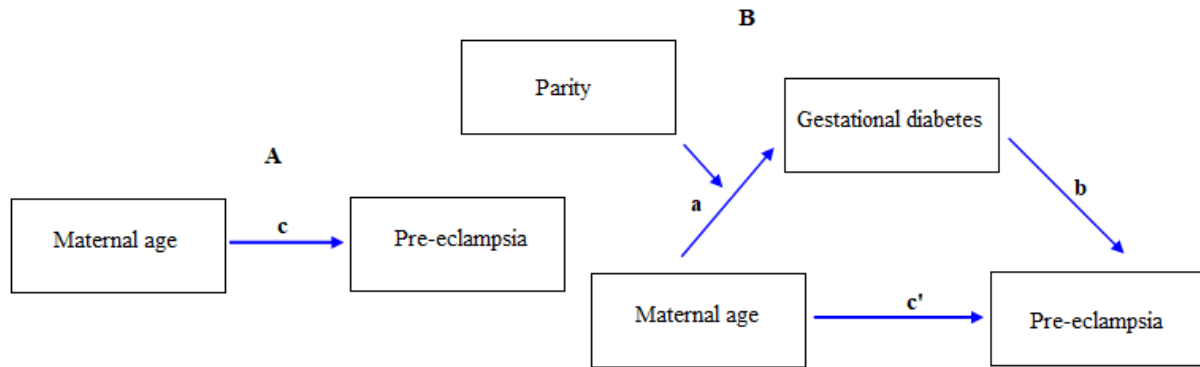 A
Maternal age
c
Pre-eclampsia
B
Parity
Gestational diabetes
a
b
Maternal age
c'
Pre-eclampsia